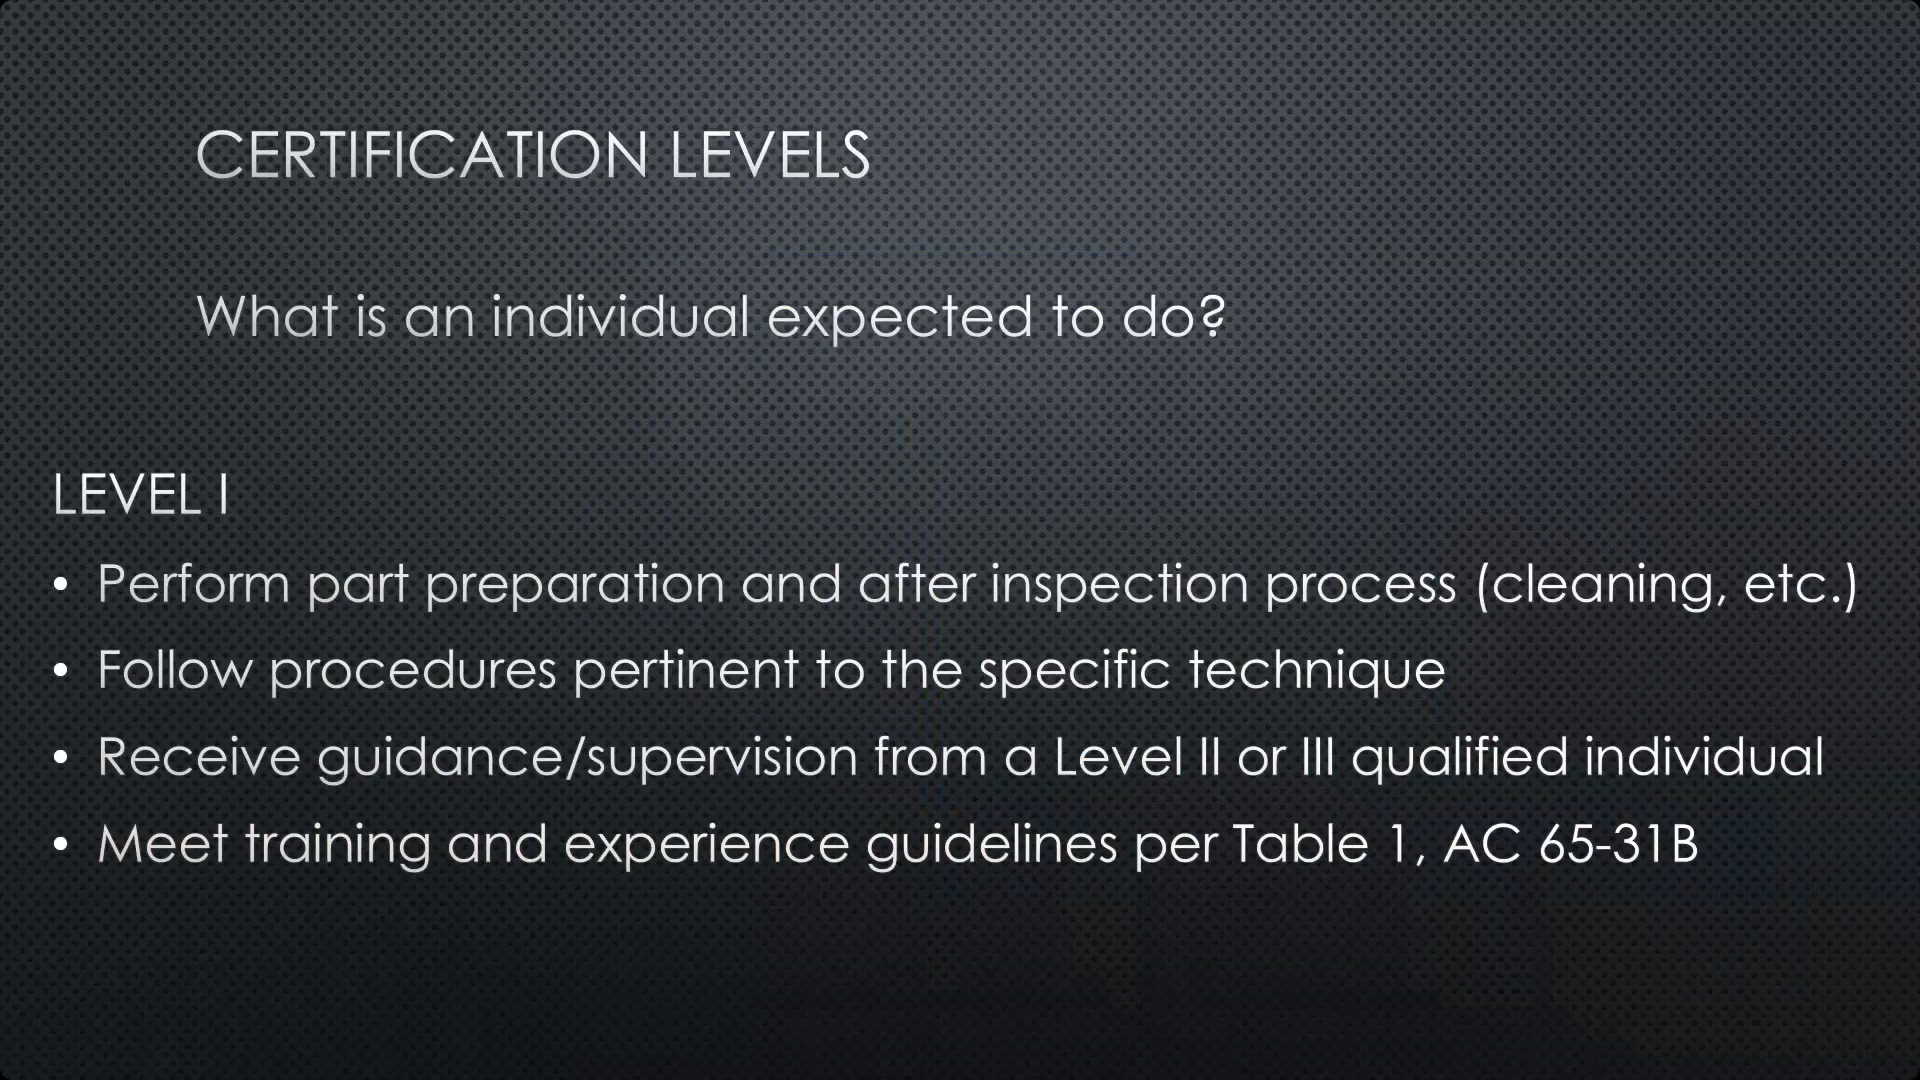 CERTIFICATION LEVELS
What is an individual expected to do?
LEVEL I
• Perform part preparation and after inspection process (cleaning, etc.)
• Follow procedures pertinent to the specific technique
• Receive guidance/supervision from a Level II or III qualified individual
• Meet training and experience guidelines per Table 1, AC 65-31B